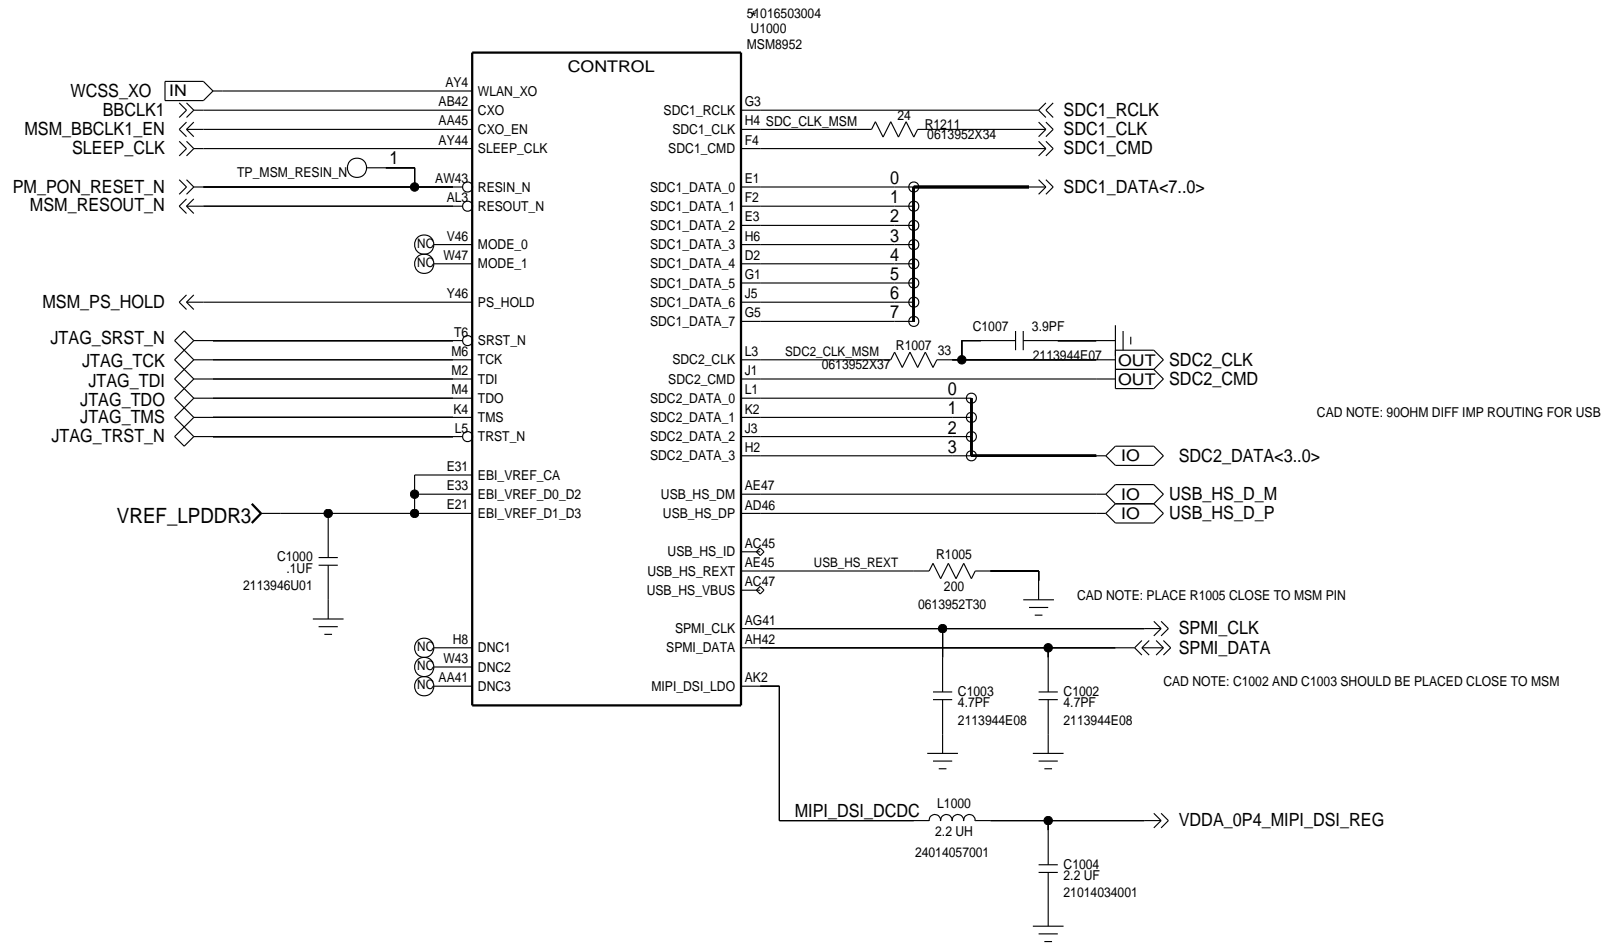 51016503004
U1000
MSM8952
CONTROL
WCSS_XO IN AY4 WLAN_XO
BBCLK1 AB42 CXO
MSM_BBCLK1_EN AA45 CXO_EN
SLEEP_CLK AY44 SLEEP_CLK
TP_MSM_RESIN_N 1
PM_PON_RESET_N AW43 RESIN_N
MSM_RESOUT_N AL3 RESOUT_N
NC V46 MODE_0
NC W47 MODE_1
MSM_PS_HOLD Y46 PS_HOLD
JTAG_SRST_N T6 SRST_N
JTAG_TCK M6 TCK
JTAG_TDI M2 TDI
JTAG_TDO M4 TDO
JTAG_TMS K4 TMS
JTAG_TRST_N L5 TRST_N
E31 EBI_VREF_CA
E33 EBI_VREF_D0_D2
VREF_LPDDR3 E21 EBI_VREF_D1_D3
C1000
.1UF
2113946U01
NC H8 DNC1
NC W43 DNC2
NC AA41 DNC3
SDC1_RCLK G3 SDC1_RCLK
SDC1_CLK H4 SDC_CLK_MSM 24 R1211 SDC1_CLK
0613952X34
SDC1_CMD F4 SDC1_CMD
SDC1_DATA_0 E1 0 SDC1_DATA<7..0>
SDC1_DATA_1 F2 1
SDC1_DATA_2 E3 2
SDC1_DATA_3 H6 3
SDC1_DATA_4 D2 4
SDC1_DATA_5 G1 5
SDC1_DATA_6 J5 6
SDC1_DATA_7 G5 7
C1007 3.9PF
2113944E07
SDC2_CLK L3 SDC2_CLK_MSM R1007 33 OUT SDC2_CLK
0613952X37
SDC2_CMD J1 OUT SDC2_CMD
SDC2_DATA_0 L1 0
SDC2_DATA_1 K2 1
CAD NOTE: 90OHM DIFF IMP ROUTING FOR USB
SDC2_DATA_2 J3 2
SDC2_DATA_3 H2 3 IO SDC2_DATA<3..0>
USB_HS_DM AE47 IO USB_HS_D_M
USB_HS_DP AD46 IO USB_HS_D_P
USB_HS_ID AC45
USB_HS_REXT AE45 USB_HS_REXT R1005
200
0613952T30
USB_HS_VBUS AC47
CAD NOTE: PLACE R1005 CLOSE TO MSM PIN
SPMI_CLK AG41 SPMI_CLK
SPMI_DATA AH42 SPMI_DATA
CAD NOTE: C1002 AND C1003 SHOULD BE PLACED CLOSE TO MSM
MIPI_DSI_LDO AK2
C1003
4.7PF
2113944E08
C1002
4.7PF
2113944E08
MIPI_DSI_DCDC L1000 VDDA_0P4_MIPI_DSI_REG
2.2 UH
24014057001
C1004
2.2 UF
21014034001